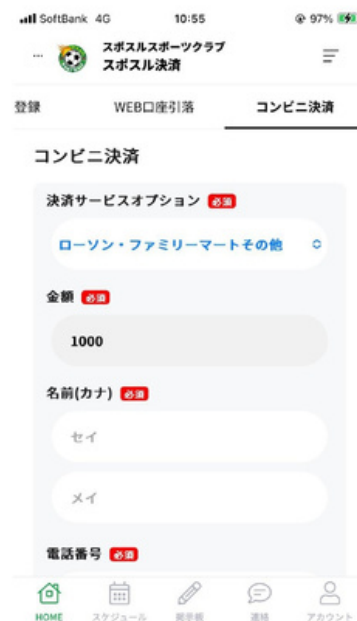 SoftBank 4G 10:55 97%
スポスルスポーツクラブ
スポスル決済
登録 WEB口座引落 コンビニ決済
コンビニ決済
決済サービスオプション 必須
ローソン・ファミリーマートその他
金額 必須
1000
名前(カナ) 必須
セイ
メイ
電話番号 必須
HOME スケジュール 掲示板 連絡 アカウント